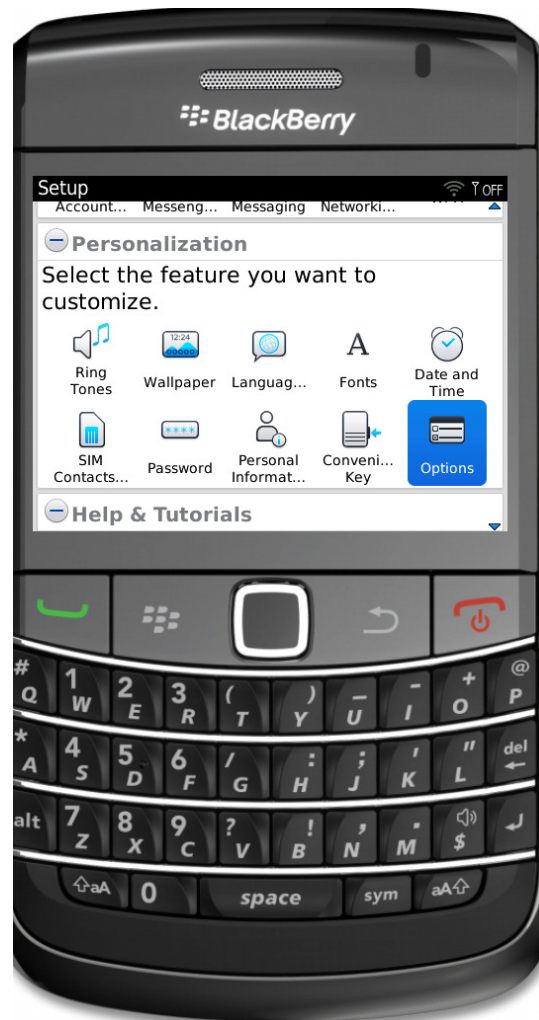 BlackBerry
Setup
OFF
Account... Messeng... Messaging Networki...
Personalization
Select the feature you want to
customize.
12:24
A
Ring
Tones
Wallpaper
Languag...
Fonts
Date and
Time
****
SIM
Contacts...
Password
Personal
Informat...
Conveni...
Key
Options
Help & Tutorials
# Q 1 W 2 E 3 R ( T ) Y _ U - I + O @ P
* A 4 S 5 D 6 F / G : H ; J ' K " L del
alt 7 Z 8 X 9 C ? V ! B , N . M $
aA 0 space sym aA